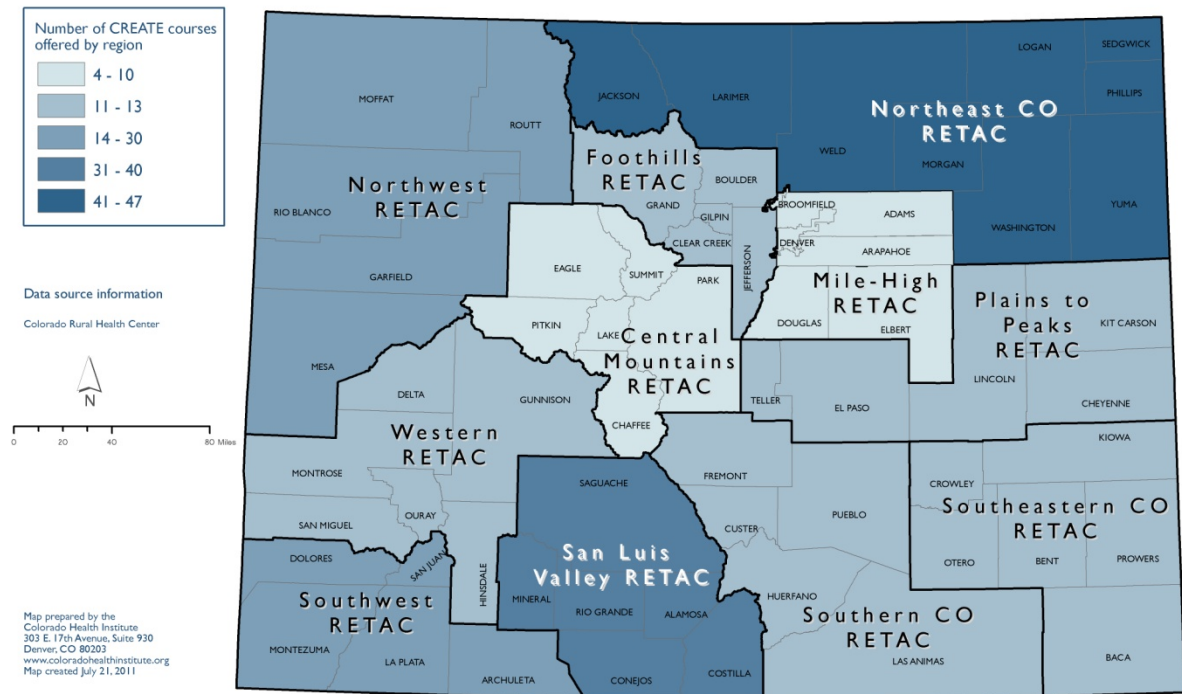 Number of CREATE courses
offered by region
4 - 10
11 - 13
14 - 30
31 - 40
41 - 47
Data source information
Colorado Rural Health Center
N
0 20 40 80 Miles
Map prepared by the
Colorado Health Institute
303 E. 17th Avenue, Suite 930
Denver, CO 80203
www.coloradohealthinstitute.org
Map created July 21, 2011
Northwest
RETAC
MOFFAT
ROUTT
RIO BLANCO
GARFIELD
MESA
Northeast CO
RETAC
JACKSON
LARIMER
WELD
LOGAN
SEDGWICK
PHILLIPS
MORGAN
WASHINGTON
YUMA
Foothills
RETAC
GRAND
BOULDER
GILPIN
CLEAR CREEK
JEFFERSON
Mile-High
RETAC
BROOMFIELD
ADAMS
DENVER
ARAPAHOE
DOUGLAS
ELBERT
Central
Mountains
RETAC
EAGLE
SUMMIT
PARK
PITKIN
LAKE
CHAFFEE
Plains to
Peaks
RETAC
KIT CARSON
LINCOLN
CHEYENNE
TELLER
EL PASO
Western
RETAC
DELTA
GUNNISON
MONTROSE
OURAY
SAN MIGUEL
HINSDALE
Southwest
RETAC
DOLORES
SAN JUAN
MONTEZUMA
LA PLATA
ARCHULETA
San Luis
Valley RETAC
SAGUACHE
MINERAL
RIO GRANDE
ALAMOSA
CONEJOS
COSTILLA
Southern CO
RETAC
FREMONT
CUSTER
PUEBLO
HUERFANO
LAS ANIMAS
Southeastern CO
RETAC
KIOWA
CROWLEY
OTERO
BENT
PROWERS
BACA